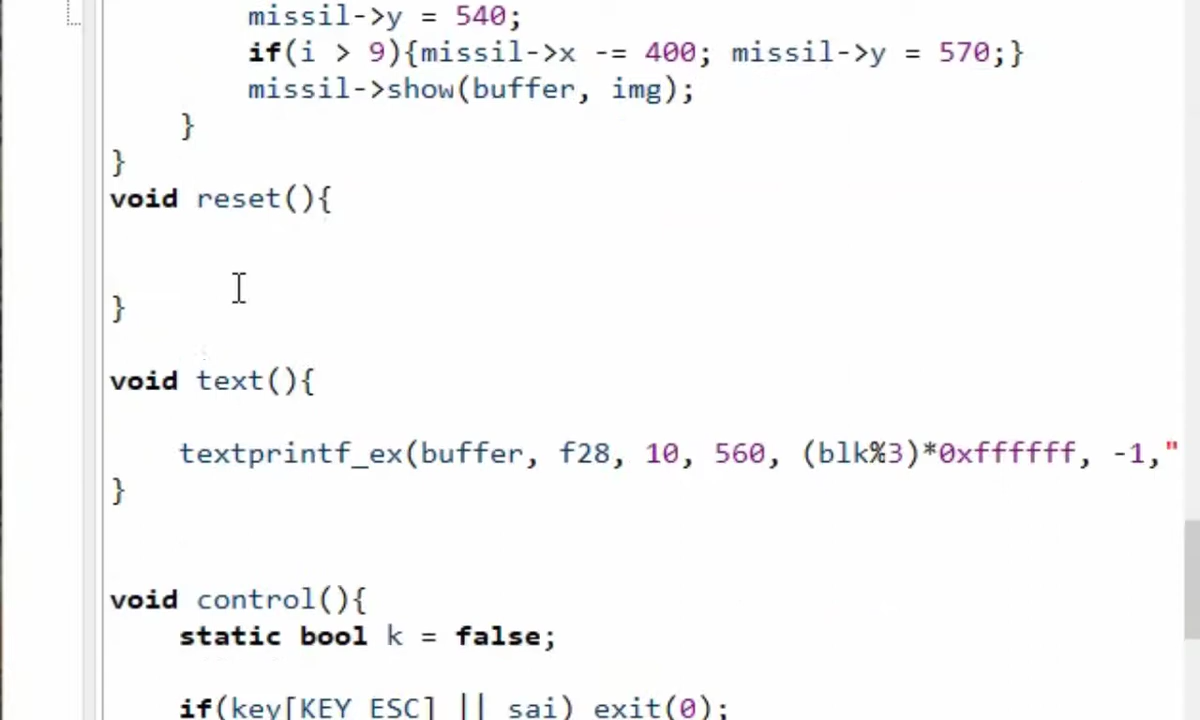 missil->y = 540;
if(i > 9){missil->x -= 400; missil->y = 570;}
missil->show(buffer, img);
}
}
void reset(){
}
void text(){
textprintf_ex(buffer, f28, 10, 560, (blk%3)*0xffffff, -1,"
}
void control(){
static bool k = false;
if(key[KEY_ESC] || sai) exit(0);